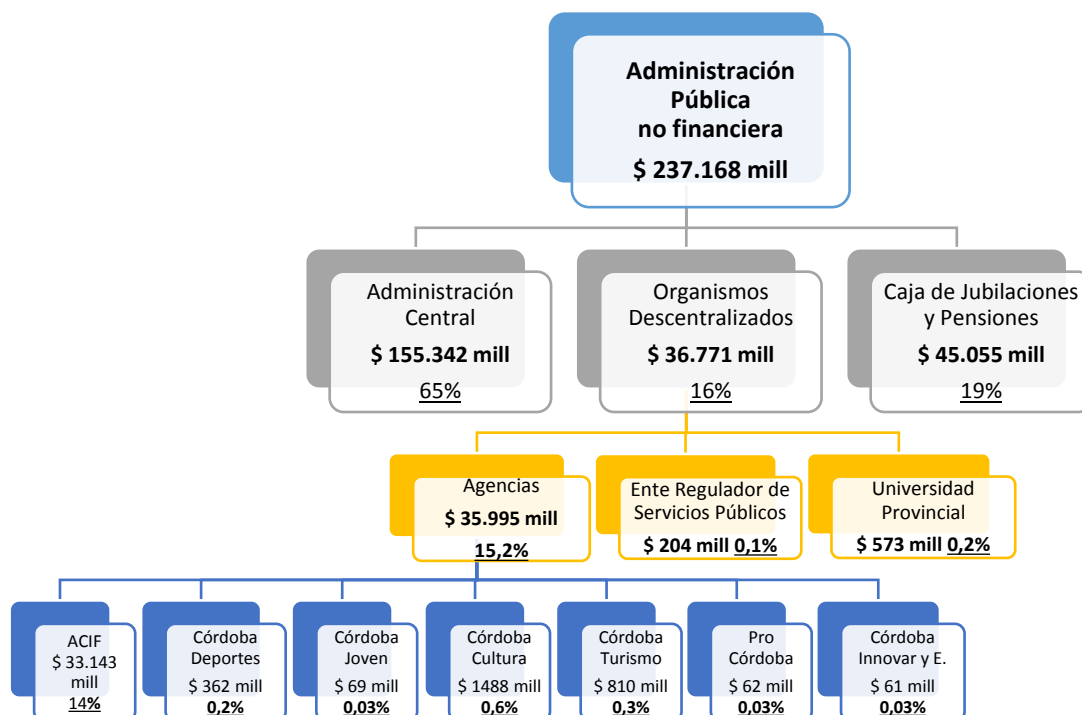 Administración
Pública
no financiera
$ 237.168 mill
Administración
Central
$ 155.342 mill
65%
Organismos
Descentralizados
$ 36.771 mill
16%
Caja de Jubilaciones
y Pensiones
$ 45.055 mill
19%
Agencias
$ 35.995 mill
15,2%
Ente Regulador de
Servicios Públicos
$ 204 mill 0,1%
Universidad
Provincial
$ 573 mill 0,2%
ACIF
$ 33.143
mill
14%
Córdoba
Deportes
$ 362 mill
0,2%
Córdoba
Joven
$ 69 mill
0,03%
Córdoba
Cultura
$ 1488 mill
0,6%
Córdoba
Turismo
$ 810 mill
0,3%
Pro
Córdoba
$ 62 mill
0,03%
Córdoba
Innovar y E.
$ 61 mill
0,03%